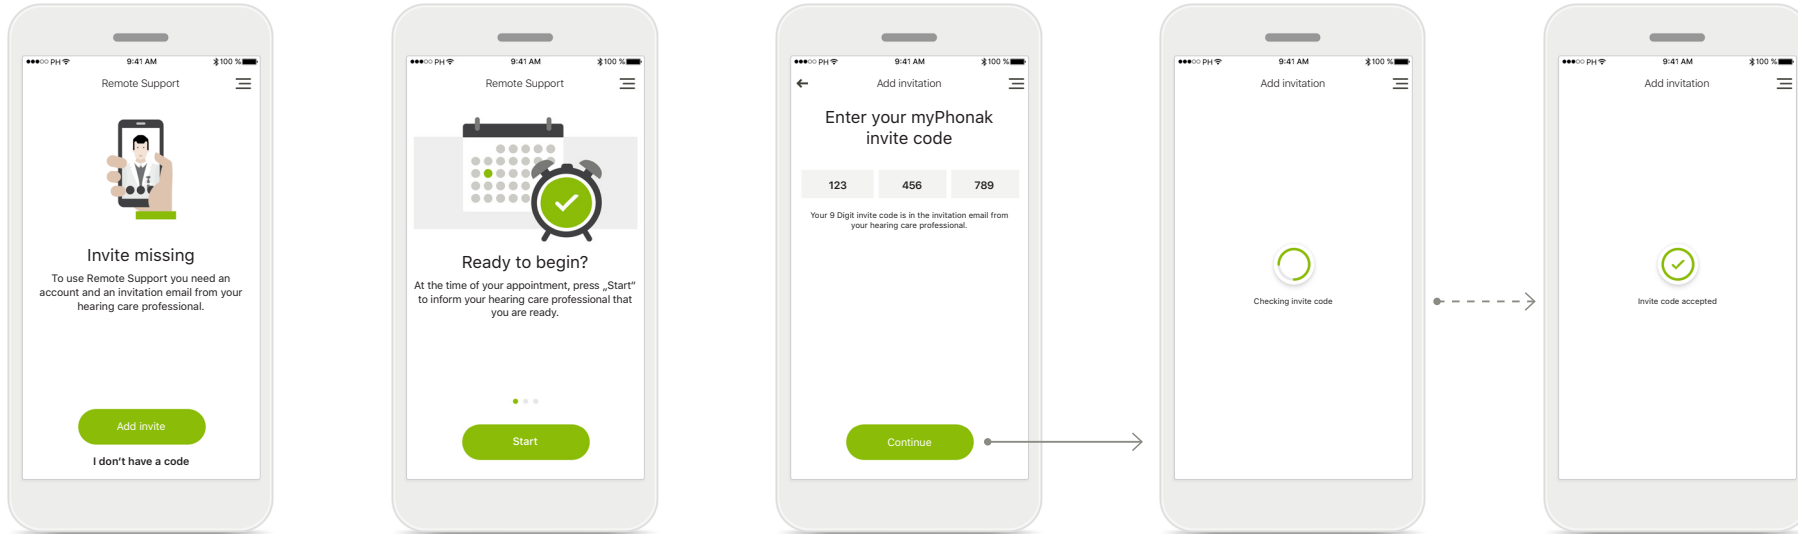 PH 9:41 AM 100 %
Remote Support
Invite missing
To use Remote Support you need an
account and an invitation email from your
hearing care professional.
Add invite
I don't have a code
PH 9:41 AM 100 %
Remote Support
Ready to begin?
At the time of your appointment, press „Start"
to inform your hearing care professional that
you are ready.
Start
PH 9:41 AM 100 %
Add invitation
Enter your myPhonak
invite code
123 456 789
Your 9 Digit invite code is in the invitation email from
your hearing care professional.
Continue
PH 9:41 AM 100 %
Add invitation
Checking invite code
PH 9:41 AM 100 %
Add invitation
Invite code accepted